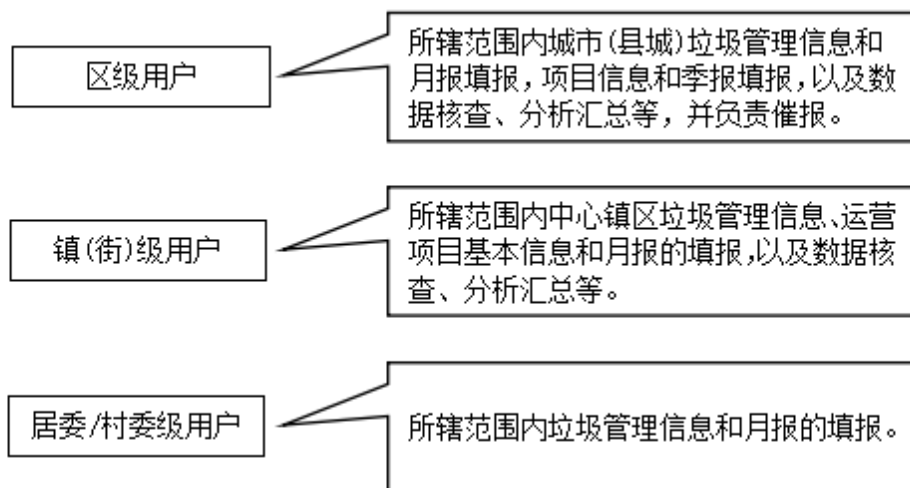 区级用户
所辖范围内城市(县城)垃圾管理信息和
月报填报，项目信息和季报填报，以及数
据核查、分析汇总等，并负责催报。
镇(街)级用户
所辖范围内中心镇区垃圾管理信息、运营
项目基本信息和月报的填报,以及数据核
查、分析汇总等。
居委/村委级用户
所辖范围内垃圾管理信息和月报的填报。